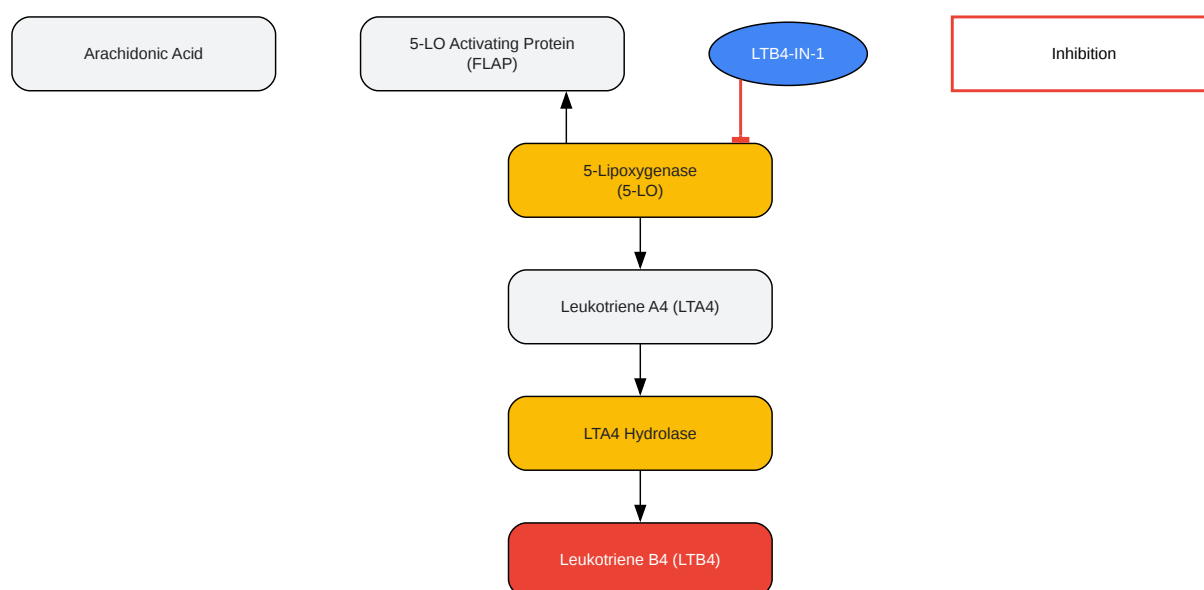 Arachidonic Acid
5-LO Activating Protein
(FLAP)
LTB4-IN-1
Inhibition
5-Lipoxygenase
(5-LO)
Leukotriene A4 (LTA4)
LTA4 Hydrolase
Leukotriene B4 (LTB4)